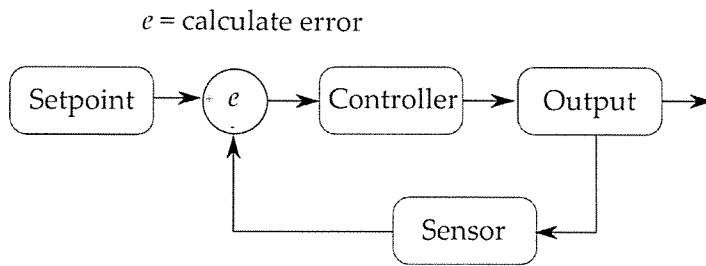 e = calculate error
Setpoint
+ e
-
Controller
Output
Sensor